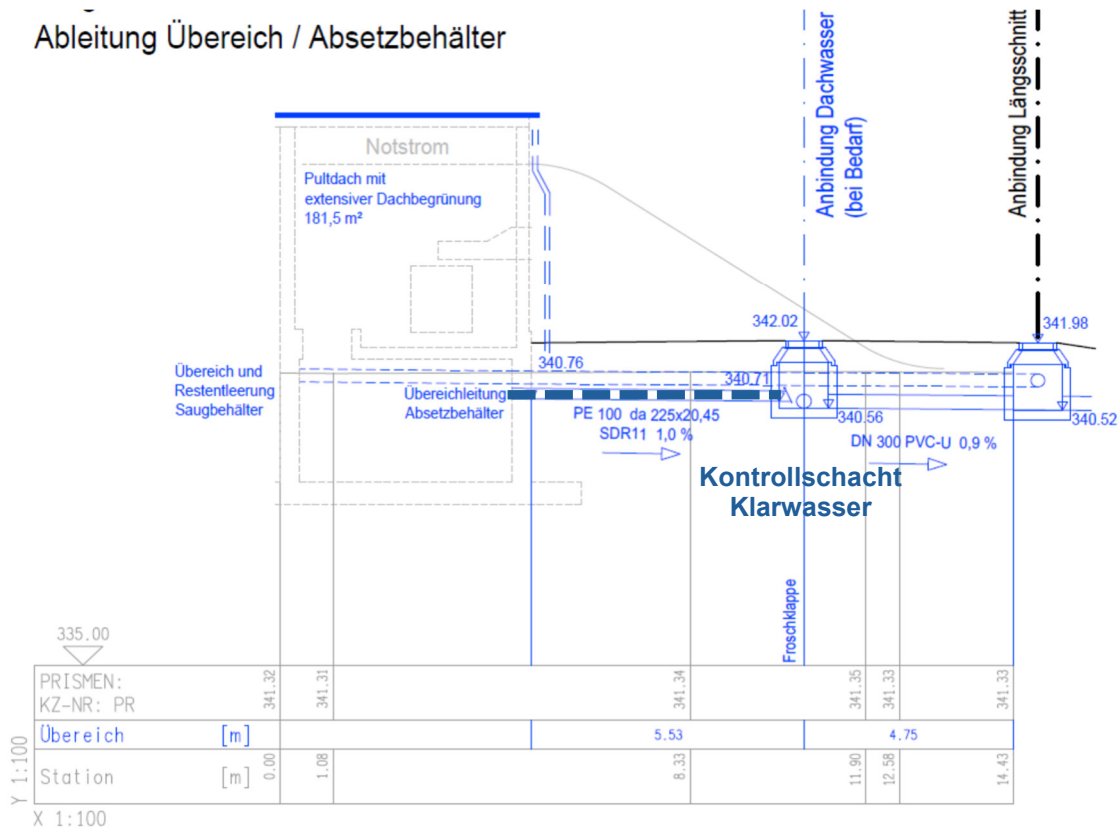 Ableitung Übereich / Absetzbehälter
Anbindung Dachwasser
(bei Bedarf)
Anbindung Längsschnitt
Notstrom
Pultdach mit
extensiver Dachbegrünung
181,5 m²
342.02
341.98
340.76
Übereich und
Restentleerung
Saugbehälter
340.71
Übereichleitung
Absetzbehälter
PE 100 da 225x20,45
SDR11 1,0 %
340.56
340.52
DN 300 PVC-U 0,9 %
Kontrollschacht
Klarwasser
Froschklappe
335.00
PRISMEN:
KZ-NR: PR
341.32
341.31
341.34
341.35
341.33
341.33
Übereich [m]
5.53
4.75
Station [m]
0.00
1.08
8.33
11.90
12.58
14.43
Y 1:100
X 1:100